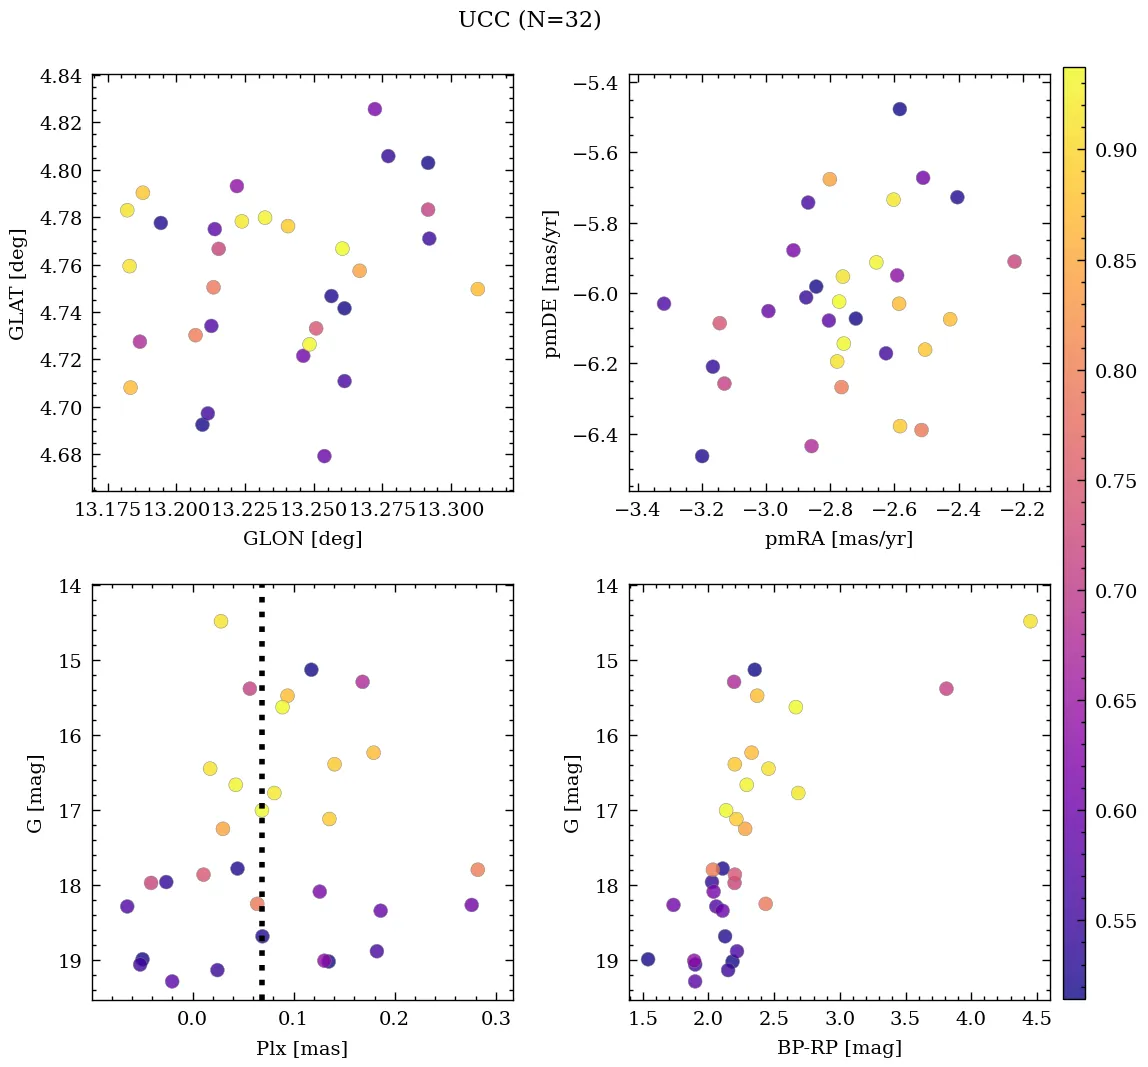 UCC (N=32)
4.84
4.82
4.80
4.78
4.76
4.74
4.72
4.70
4.68
GLAT [deg]
13.175 13.200 13.225 13.250 13.275 13.300
GLON [deg]
−5.4
−5.6
−5.8
−6.0
−6.2
−6.4
pmDE [mas/yr]
−3.4 −3.2 −3.0 −2.8 −2.6 −2.4 −2.2
pmRA [mas/yr]
14
15
16
17
18
19
G [mag]
0.0 0.1 0.2 0.3
Plx [mas]
14
15
16
17
18
19
G [mag]
1.5 2.0 2.5 3.0 3.5 4.0 4.5
BP-RP [mag]
0.90
0.85
0.80
0.75
0.70
0.65
0.60
0.55